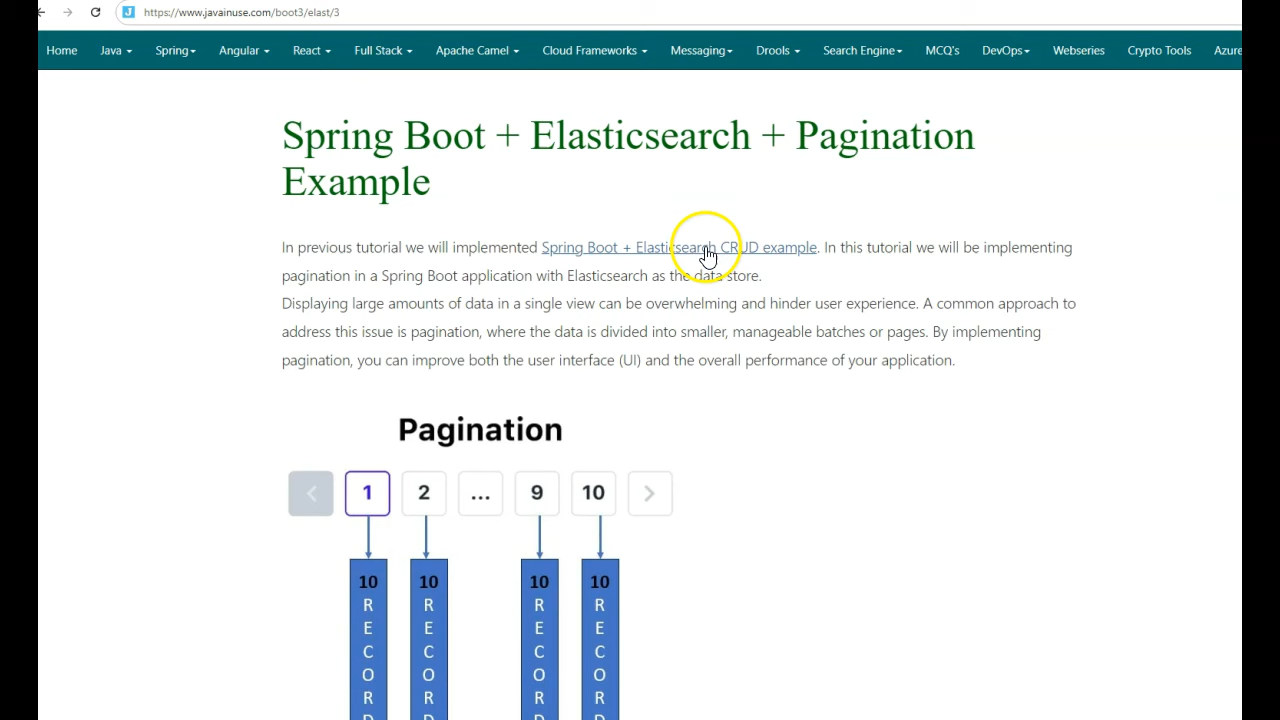 https://www.javainuse.com/boot3/elast/3
Home Java Spring Angular React Full Stack Apache Camel Cloud Frameworks Messaging Drools Search Engine MCQ's DevOps Webseries Crypto Tools Azure
Spring Boot + Elasticsearch + Pagination
Example
In previous tutorial we will implemented Spring Boot + Elasticsearch CRUD example. In this tutorial we will be implementing
pagination in a Spring Boot application with Elasticsearch as the data store.
Displaying large amounts of data in a single view can be overwhelming and hinder user experience. A common approach to
address this issue is pagination, where the data is divided into smaller, manageable batches or pages. By implementing
pagination, you can improve both the user interface (UI) and the overall performance of your application.
Pagination
< 1 2 ... 9 10 >
10 10 10 10
R R R R
E E E E
C C C C
O O O O
R R R R
D D D D